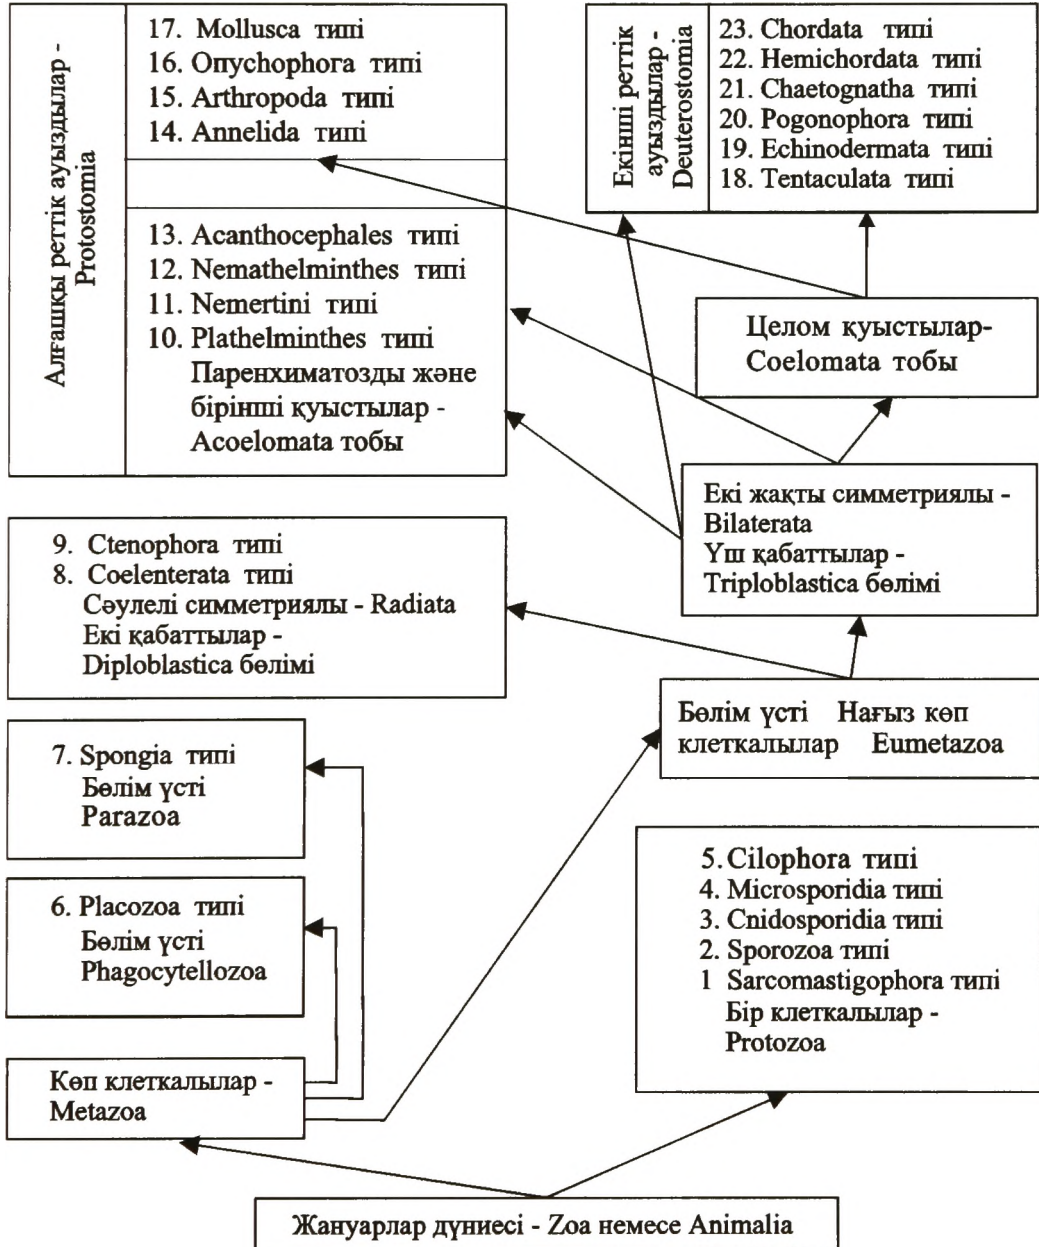 Алғашқы реттік ауыздылар -
Protostomia
17. Mollusca типі
16. Onychophora типі
15. Arthropoda типі
14. Annelida типі
13. Acanthocephales типі
12. Nemathelminthes типі
11. Nemertini типі
10. Plathelminthes типі
Паренхиматозды және
бірінші қуыстылар -
Acoelomata тобы
Екінші реттік
ауыздылар -
Deuterostomia
23. Chordata типі
22. Hemichordata типі
21. Chaetognatha типі
20. Pogonophora типі
19. Echinodermata типі
18. Tentaculata типі
Целом қуыстылар-
Coelomata тобы
Екі жақты симметриялы -
Bilaterata
Үш қабаттылар -
Triploblastica бөлімі
9. Ctenophora типі
8. Coelenterata типі
Сәулелі симметриялы - Radiata
Екі қабаттылар -
Diploblastica бөлімі
Бөлім үсті Нағыз көп
клеткалылар Eumetazoa
7. Spongia типі
Бөлім үсті
Parazoa
6. Placozoa типі
Бөлім үсті
Phagocytellozoa
5. Cilophora типі
4. Microsporidia типі
3. Cnidosporidia типі
2. Sporozoa типі
1 Sarcomastigophora типі
Бір клеткалылар -
Protozoa
Көп клеткалылар -
Metazoa
Жануарлар дүниесі - Zoa немесе Animalia